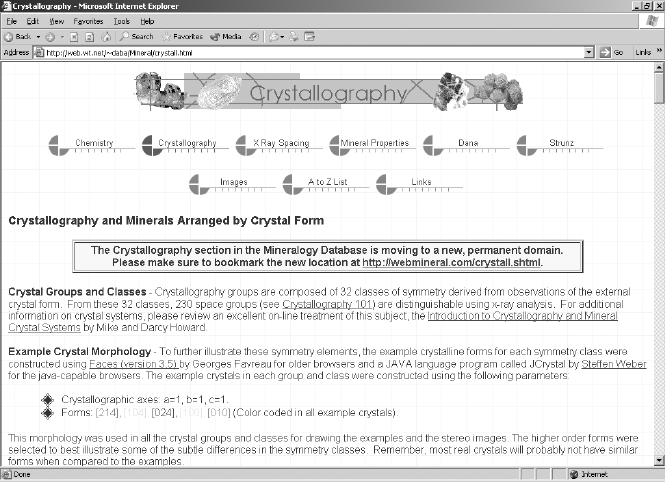 Crystallography - Microsoft Internet Explorer
File Edit View Favorites Tools Help
Back Search Favorites Media
Address http://web.wt.net/~daba/Mineral/crystall.html Go Links »
Crystallography
Chemistry Crystallography X Ray Spacing Mineral Properties Dana Strunz
Images A to Z List Links
Crystallography and Minerals Arranged by Crystal Form
The Crystallography section in the Mineralogy Database is moving to a new, permanent domain.
Please make sure to bookmark the new location at http://webmineral.com/crystall.shtml.
Crystal Groups and Classes - Crystallography groups are composed of 32 classes of symmetry derived from observations of the external
crystal form. From these 32 classes, 230 space groups (see Crystallography 101) are distinguishable using x-ray analysis. For additional
information on crystal systems, please review an excellent on-line treatment of this subject, the Introduction to Crystallography and Mineral
Crystal Systems by Mike and Darcy Howard.
Example Crystal Morphology - To further illustrate these symmetry elements, the example crystalline forms for each symmetry class were
constructed using Faces (version 3.5) by Georges Favreau for older browsers and a JAVA language program called JCrystal by Steffen Weber
for the java-capable browsers. The example crystals in each group and class were constructed using the following parameters:
Crystallographic axes: a=1, b=1, c=1.
Forms: [214], [104], [024], [100], [010] (Color coded in all example crystals).
This morphology was used in all the crystal groups and classes for drawing the examples and the stereo images. The higher order forms were
selected to best illustrate some of the subtle differences in the symmetry classes. Remember, most real crystals will probably not have similar
forms when compared to the examples.
Done Internet